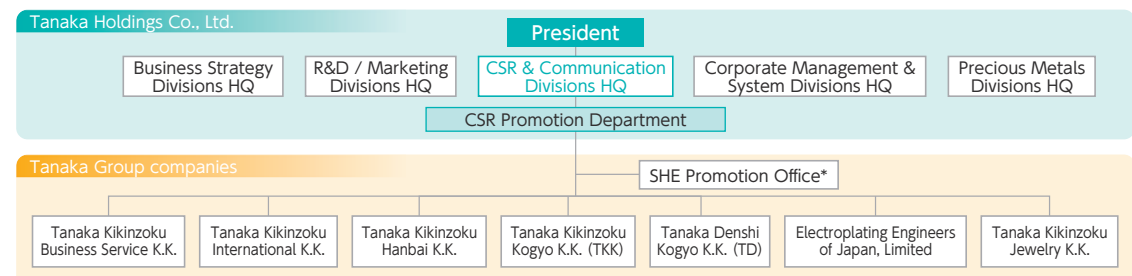 Tanaka Holdings Co., Ltd.
President
Business Strategy
Divisions HQ
R&D / Marketing
Divisions HQ
CSR & Communication
Divisions HQ
Corporate Management &
System Divisions HQ
Precious Metals
Divisions HQ
CSR Promotion Department
Tanaka Group companies
SHE Promotion Office*
Tanaka Kikinzoku
Business Service K.K.
Tanaka Kikinzoku
International K.K.
Tanaka Kikinzoku
Hanbai K.K.
Tanaka Kikinzoku
Kogyo K.K. (TKK)
Tanaka Denshi
Kogyo K.K. (TD)
Electroplating Engineers
of Japan, Limited
Tanaka Kikinzoku
Jewelry K.K.